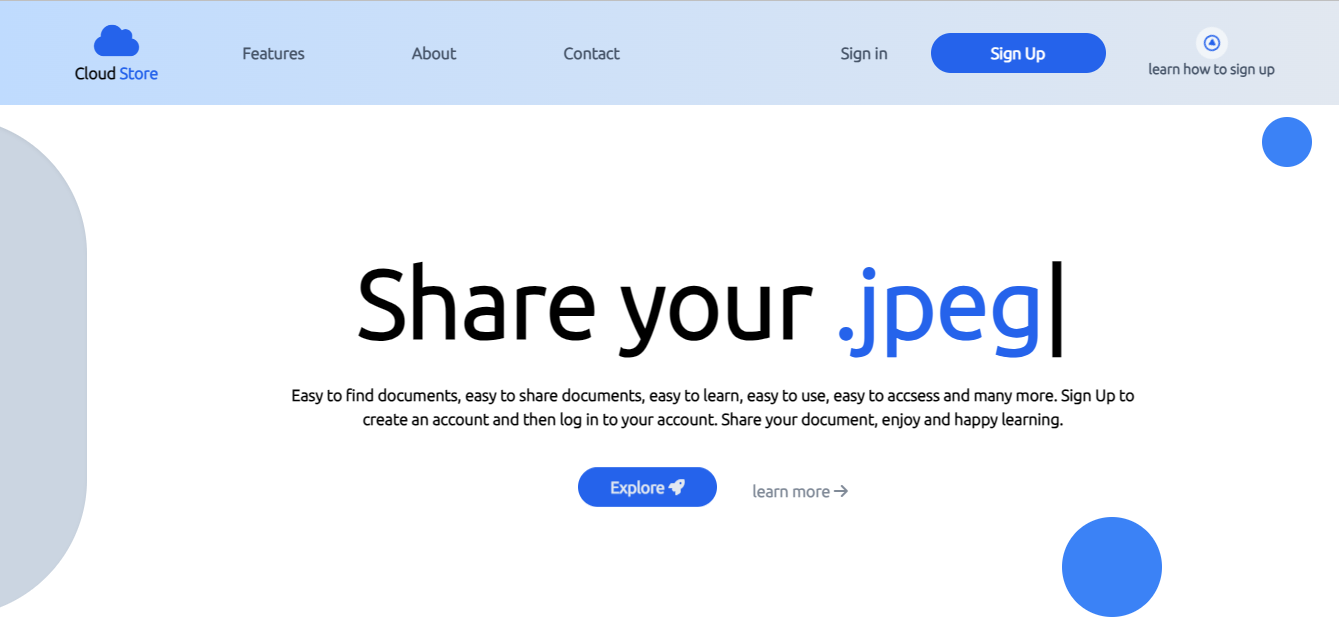 Cloud Store
Features
About
Contact
Sign in
Sign Up
learn how to sign up
Share your .jpeg|
Easy to find documents, easy to share documents, easy to learn, easy to use, easy to accsess and many more. Sign Up to
create an account and then log in to your account. Share your document, enjoy and happy learning.
Explore
learn more →